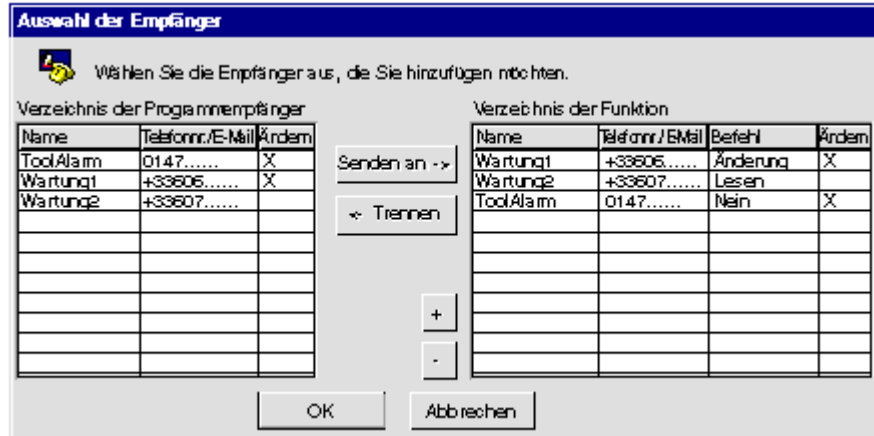 Auswahl der Empfänger
Wählen Sie die Empfänger aus, die Sie hinzufügen möchten.
Verzeichnis der Programmempfänger
Name Telefonnr./E-Mail Ändern
ToolAlarm 0147...... X
Wartung1 +33606...... X
Wartung2 +33607......
Senden an ->
<- Trennen
+
-
Verzeichnis der Funktion
Name Telefonnr./EMail Befehl Ändern
Wartung1 +33606...... Änderung X
Wartung2 +33607...... Lesen
ToolAlarm 0147...... Nein X
OK Abbrechen